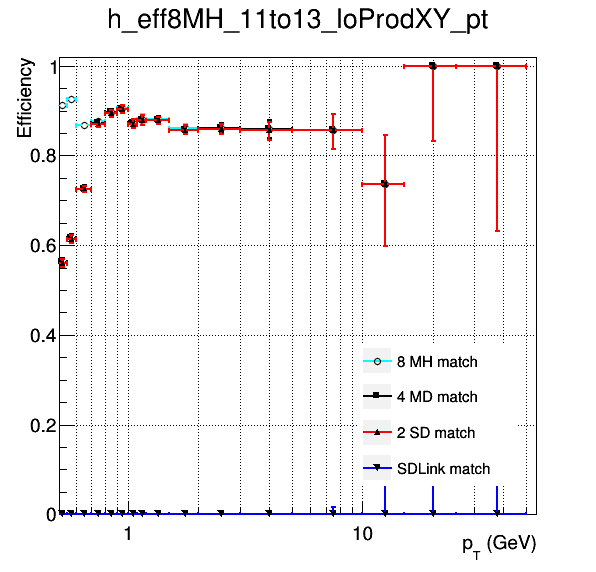 h_eff8MH_11to13_loProdXY_pt
Efficiency
1
0.8
0.6
0.4
0.2
0
8 MH match
4 MD match
2 SD match
SDLink match
1
10
p_T (GeV)